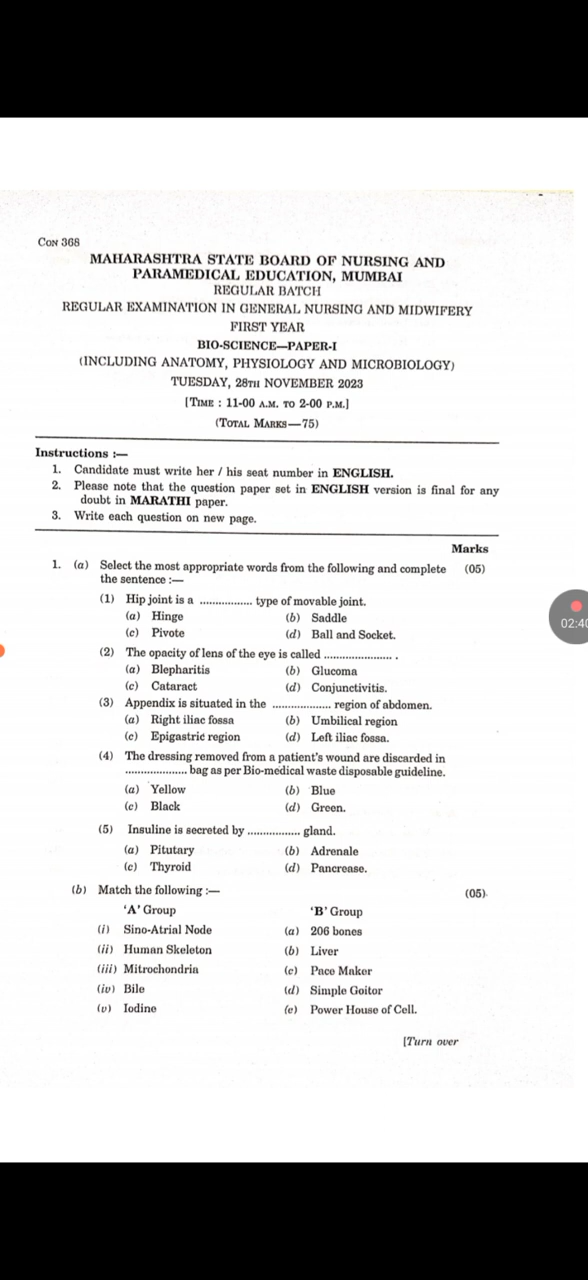 CON 368
MAHARASHTRA STATE BOARD OF NURSING AND
PARAMEDICAL EDUCATION, MUMBAI
REGULAR BATCH
REGULAR EXAMINATION IN GENERAL NURSING AND MIDWIFERY
FIRST YEAR
BIO-SCIENCE—PAPER-I
(INCLUDING ANATOMY, PHYSIOLOGY AND MICROBIOLOGY)
TUESDAY, 28TH NOVEMBER 2023
[TIME : 11-00 A.M. TO 2-00 P.M.]
(TOTAL MARKS—75)
Instructions :—
1. Candidate must write her / his seat number in ENGLISH.
2. Please note that the question paper set in ENGLISH version is final for any
doubt in MARATHI paper.
3. Write each question on new page.
Marks
1. (a) Select the most appropriate words from the following and complete (05)
the sentence :—
(1) Hip joint is a ................ type of movable joint.
(a) Hinge (b) Saddle
(c) Pivote (d) Ball and Socket.
(2) The opacity of lens of the eye is called ....................... .
(a) Blepharitis (b) Glucoma
(c) Cataract (d) Conjunctivitis.
(3) Appendix is situated in the .................. region of abdomen.
(a) Right iliac fossa (b) Umbilical region
(c) Epigastric region (d) Left iliac fossa.
(4) The dressing removed from a patient's wound are discarded in
.................... bag as per Bio-medical waste disposable guideline.
(a) Yellow (b) Blue
(c) Black (d) Green.
(5) Insuline is secreted by ................. gland.
(a) Pitutary (b) Adrenale
(c) Thyroid (d) Pancrease.
(b) Match the following :— (05)
'A' Group 'B' Group
(i) Sino-Atrial Node (a) 206 bones
(ii) Human Skeleton (b) Liver
(iii) Mitrochondria (c) Pace Maker
(iv) Bile (d) Simple Goitor
(v) Iodine (e) Power House of Cell.
[Turn over
02:40